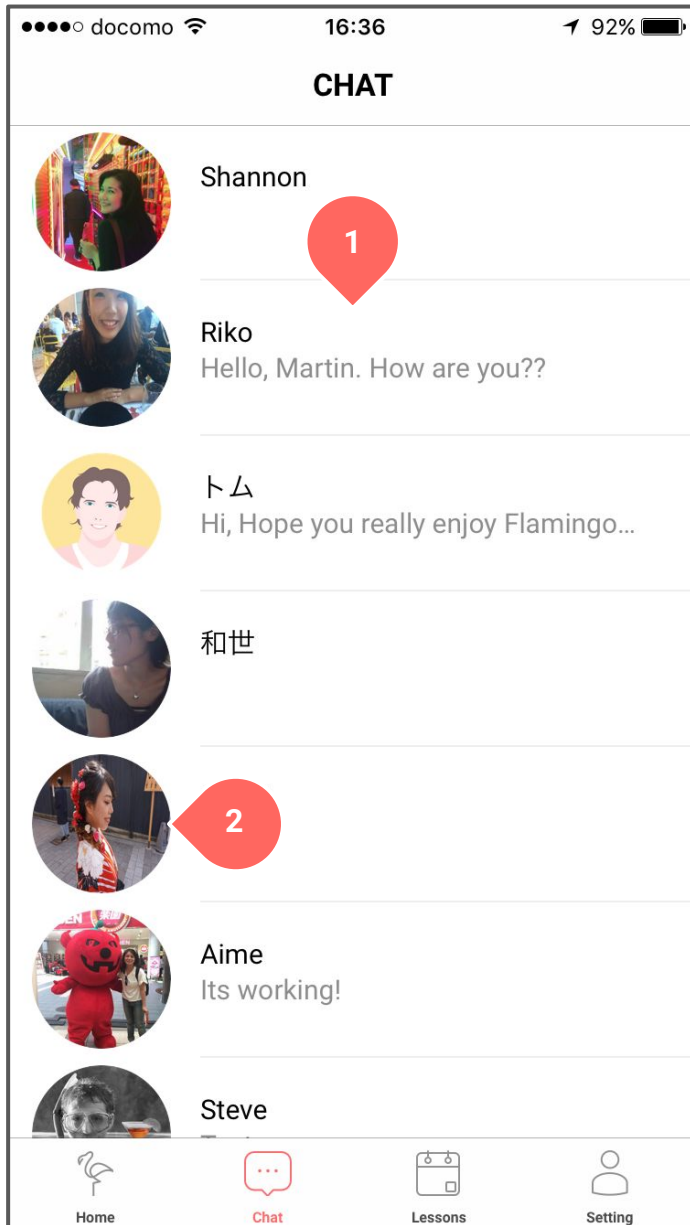 docomo 16:36 92%
CHAT
Shannon
1
Riko
Hello, Martin. How are you??
トム
Hi, Hope you really enjoy Flamingo…
和世
2
Aime
Its working!
Steve
Home Chat Lessons Setting